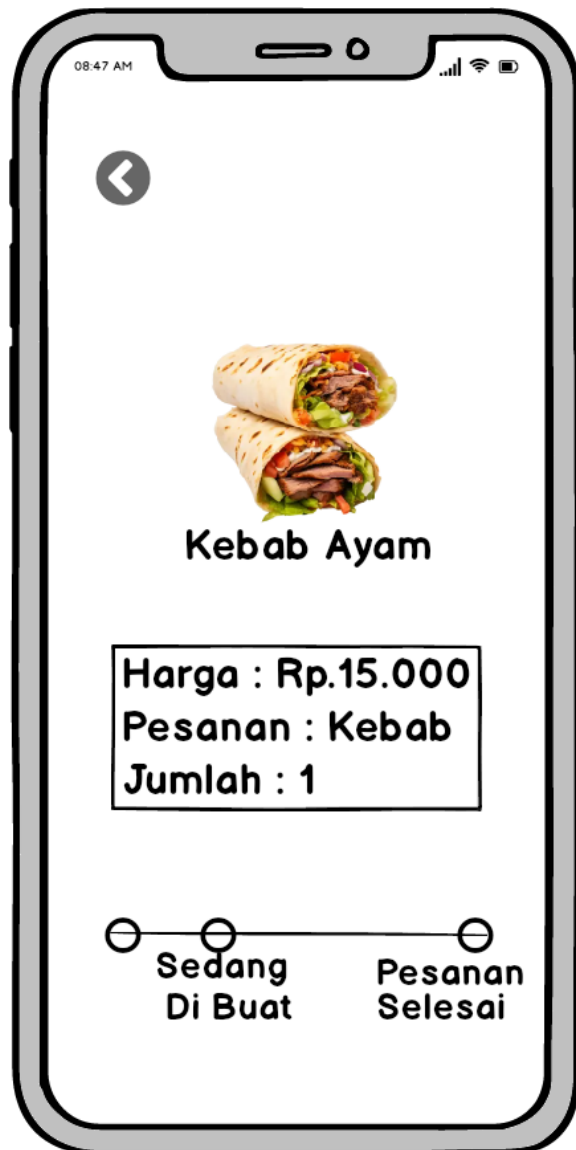 08:47 AM
Kebab Ayam
Harga : Rp.15.000
Pesanan : Kebab
Jumlah : 1
Sedang
Di Buat
Pesanan
Selesai